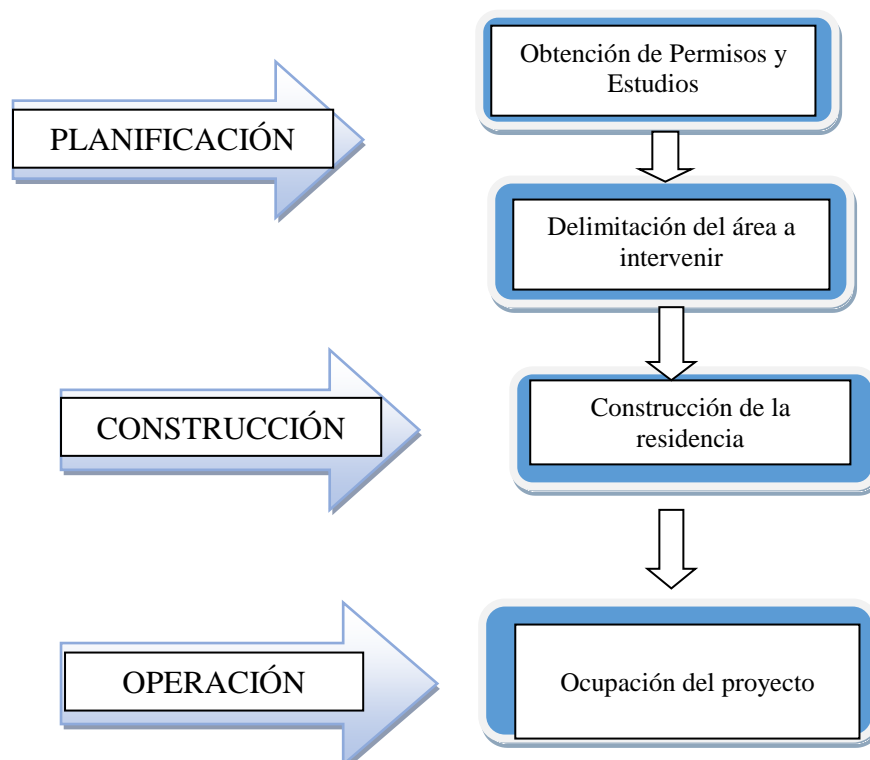 Obtención de Permisos y
Estudios
PLANIFICACIÓN
Delimitación del área a
intervenir
Construcción de la
residencia
CONSTRUCCIÓN
Ocupación del proyecto
OPERACIÓN